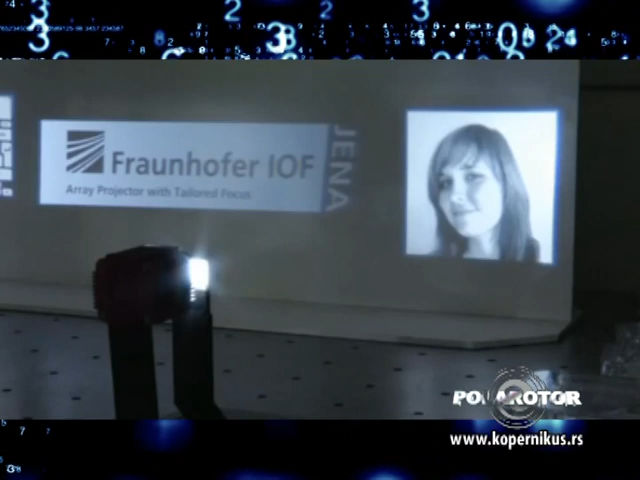 Fraunhofer IOF
Array Projector with Tailored Focus
JENA
POLAROTOR
www.kopernikus.rs